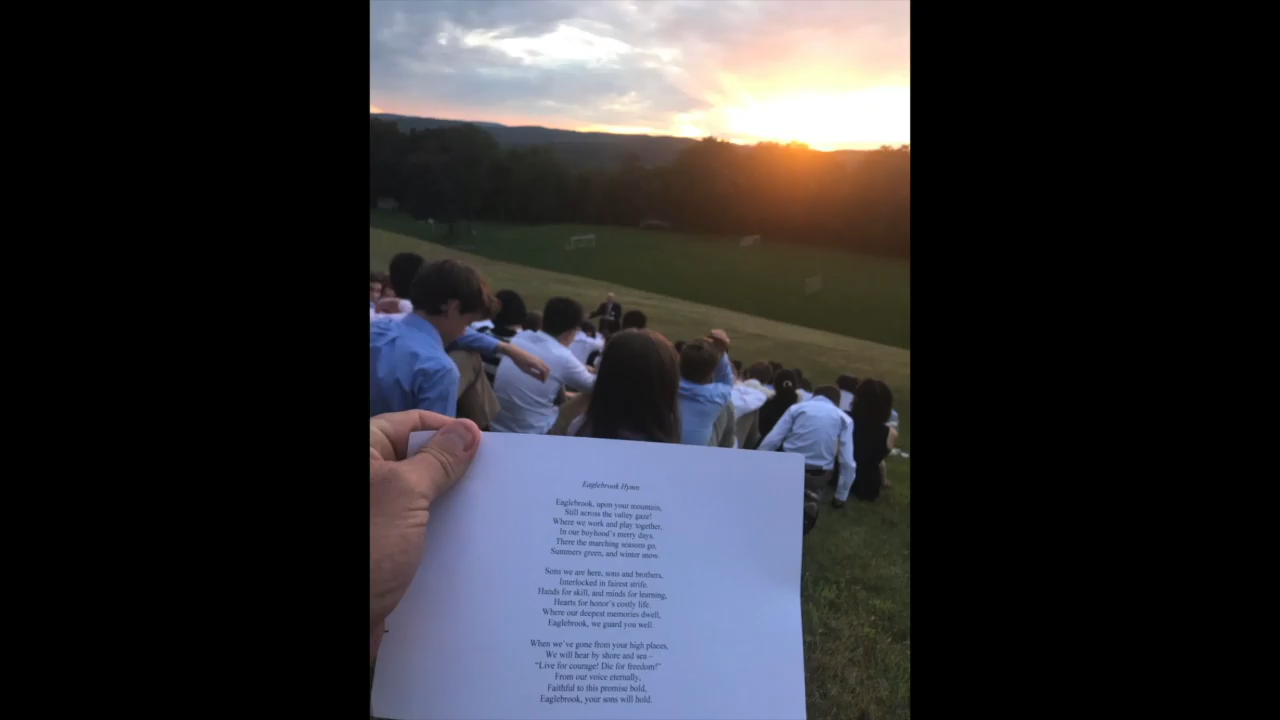 Eaglebrook Hymn
Eaglebrook, upon your mountain,
Still across the valley gaze!
Where we work and play together,
In our boyhood's merry days.
There the marching seasons go,
Summers green, and winter snow.
Sons we are here, sons and brothers,
Interlocked in fairest strife.
Hands for skill, and minds for learning,
Hearts for honor's costly life.
Where our deepest memories dwell,
Eaglebrook, we guard you well.
When we've gone from your high places,
We will hear by shore and sea –
"Live for courage! Die for freedom!"
From our voice eternally,
Faithful to this promise bold,
Eaglebrook, your sons will hold.